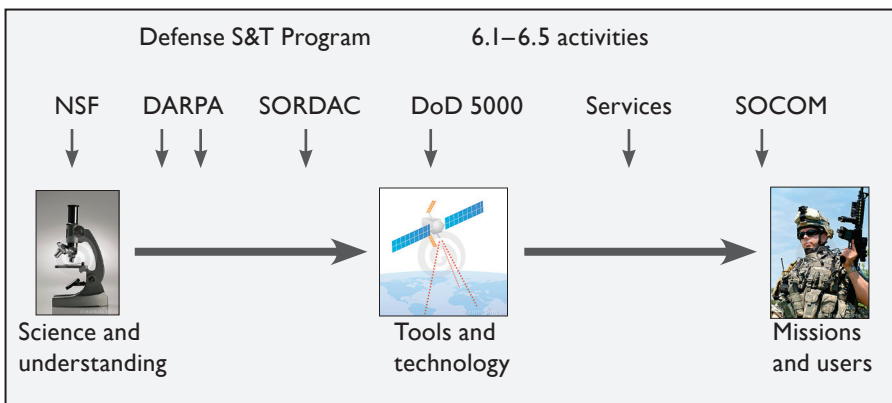 Defense S&T Program 6.1–6.5 activities
NSF DARPA SORDAC DoD 5000 Services SOCOM
Science and
understanding
Tools and
technology
Missions
and users